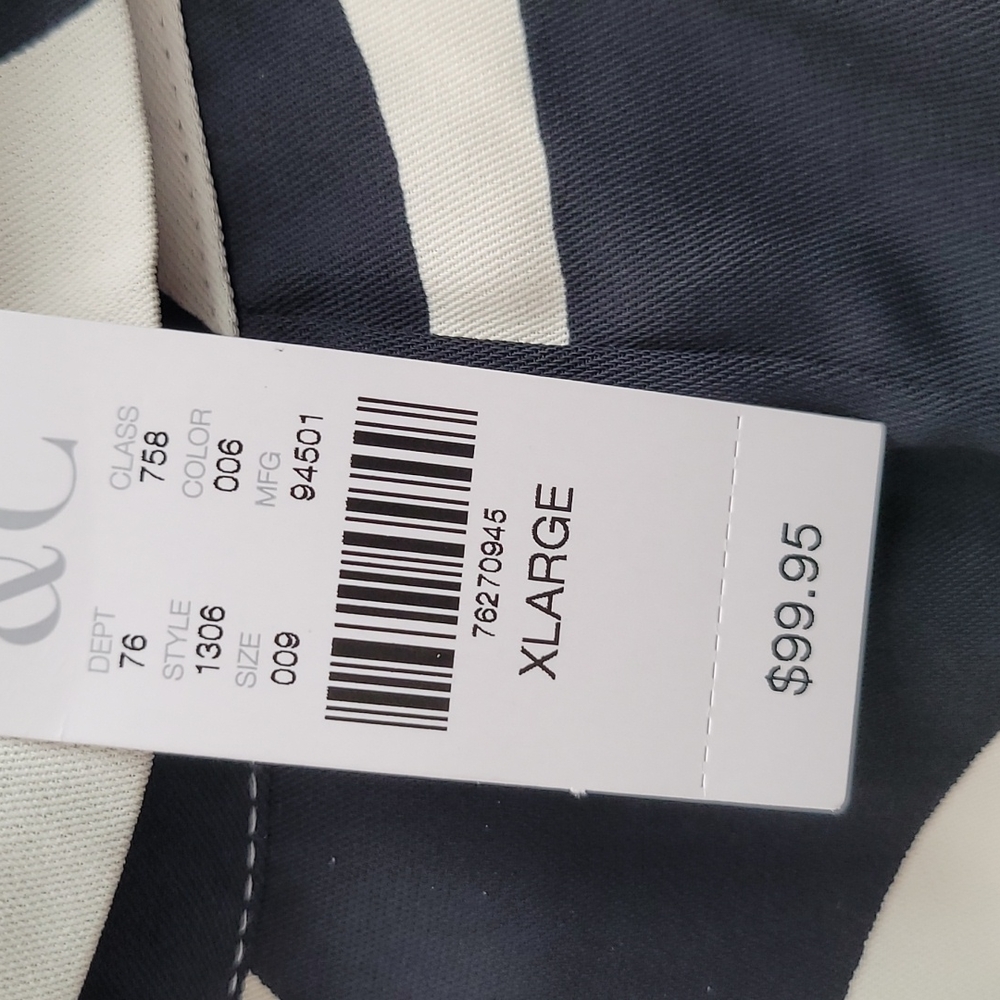 &C
DEPT CLASS
76 758
STYLE COLOR
1306 006
SIZE MFG
009 94501
76270945
XLARGE
$99.95